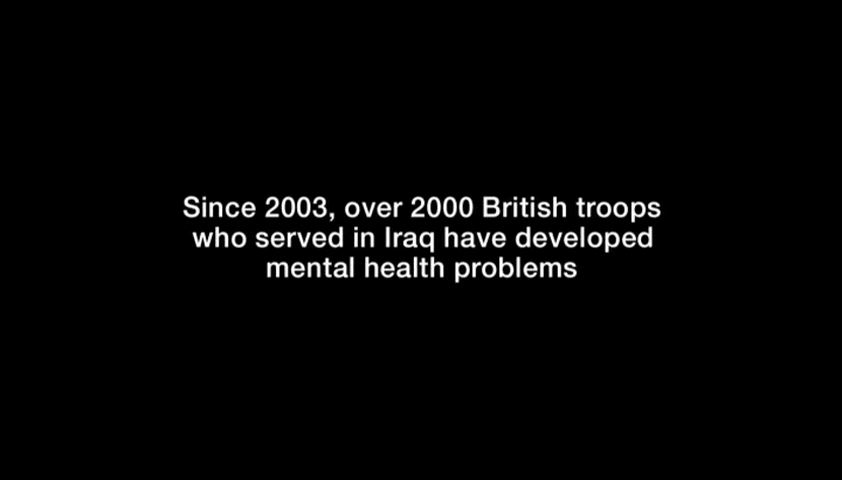 Since 2003, over 2000 British troops
who served in Iraq have developed
mental health problems